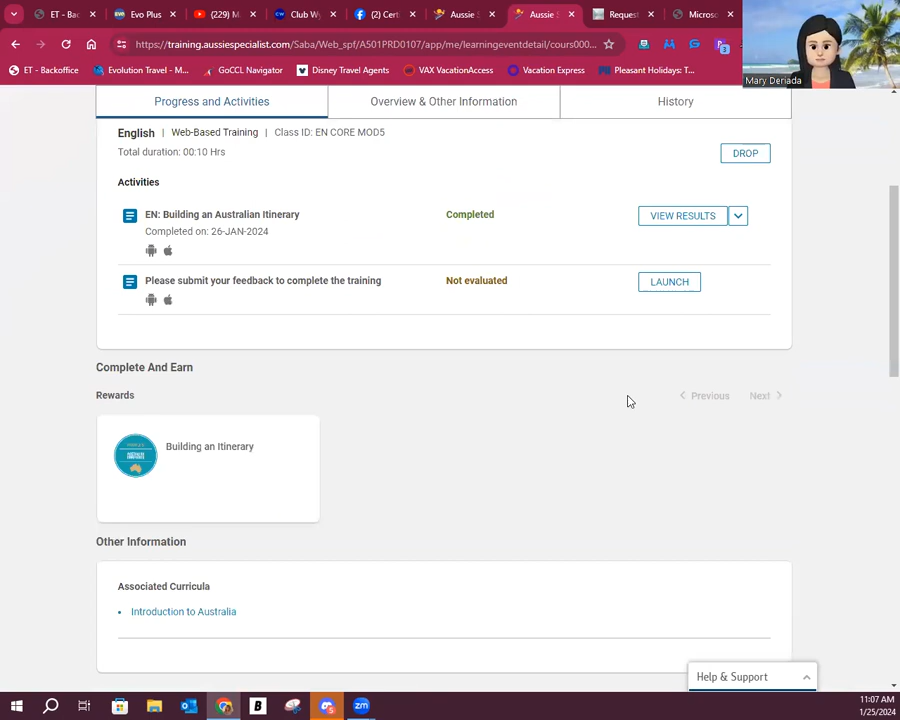 ET - Back
Evo Plus
(229) M
Club W
(2) Cert
Aussie S
Aussie S
Request
Microso
https://training.aussiespecialist.com/Saba/Web_spf/A501PRD0107/app/me/learningeventdetail/cours000...
3
ET - Backoffice
Evolution Travel - M...
GoCCL Navigator
Disney Travel Agents
VAX VacationAccess
Vacation Express
Pleasant Holidays: T...
Mary Deriada
Progress and Activities
Overview & Other Information
History
English | Web-Based Training | Class ID: EN CORE MOD5
Total duration: 00:10 Hrs
DROP
Activities
EN: Building an Australian Itinerary
Completed
VIEW RESULTS
Completed on: 26-JAN-2024
Please submit your feedback to complete the training
Not evaluated
LAUNCH
Complete And Earn
Rewards
Previous
Next
Building an Itinerary
Other Information
Associated Curricula
• Introduction to Australia
Help & Support
11:07 AM
1/25/2024